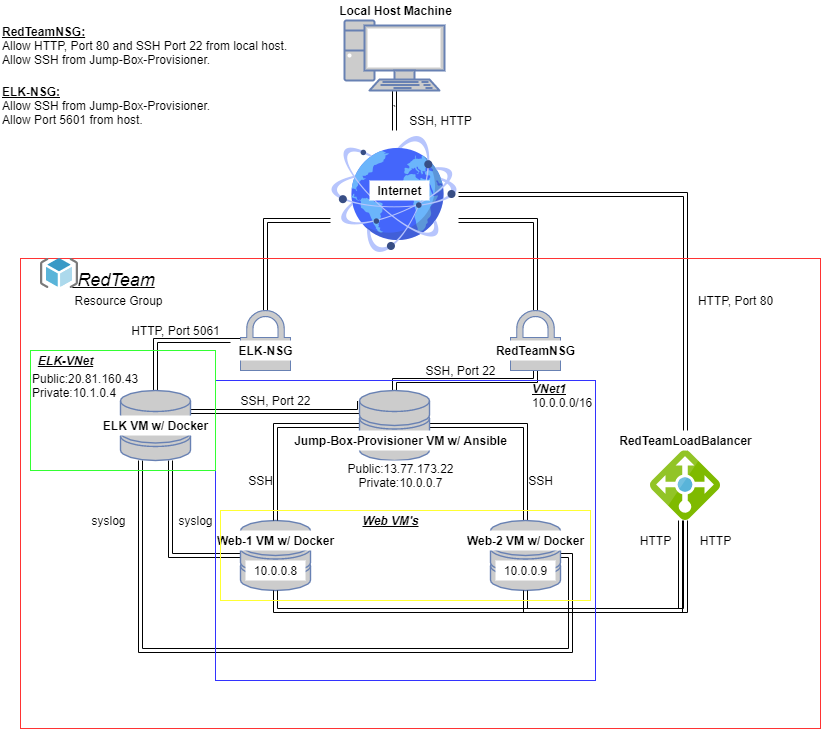 Local Host Machine
RedTeamNSG:
Allow HTTP, Port 80 and SSH Port 22 from local host.
Allow SSH from Jump-Box-Provisioner.
ELK-NSG:
Allow SSH from Jump-Box-Provisioner.
Allow Port 5601 from host.
SSH, HTTP
Internet
RedTeam
Resource Group
HTTP, Port 80
HTTP, Port 5061
ELK-NSG
RedTeamNSG
ELK-VNet
Public:20.81.160.43
Private:10.1.0.4
SSH, Port 22
VNet1
10.0.0.0/16
SSH, Port 22
ELK VM w/ Docker
Jump-Box-Provisioner VM w/ Ansible
RedTeamLoadBalancer
Public:13.77.173.22
Private:10.0.0.7
SSH
SSH
syslog
syslog
Web VM's
Web-1 VM w/ Docker
Web-2 VM w/ Docker
HTTP
HTTP
10.0.0.8
10.0.0.9